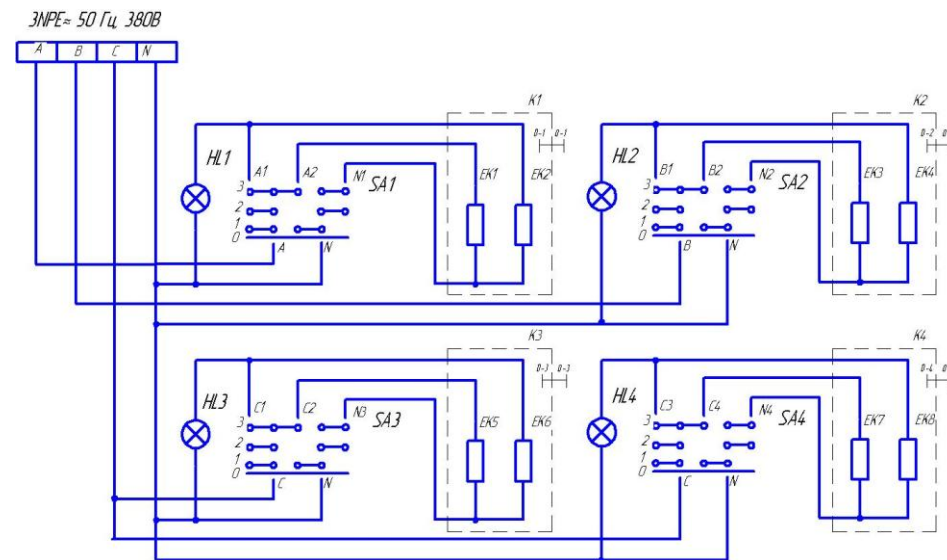 3NPE≈ 50 Гц, 380В
A B C N
K1
0-1 0-1
HL1
A1 A2 N1 EK1 EK2
3
2
1
0
SA1
A N
K2
0-2
HL2
B1 B2 N2 EK3 EK4
3
2
1
0
SA2
B N
K3
0-3 0-3
HL3
C1 C2 N3 EK5 EK6
3
2
1
0
SA3
C N
K4
0-4
HL4
C3 C4 N4 EK7 EK8
3
2
1
0
SA4
C N